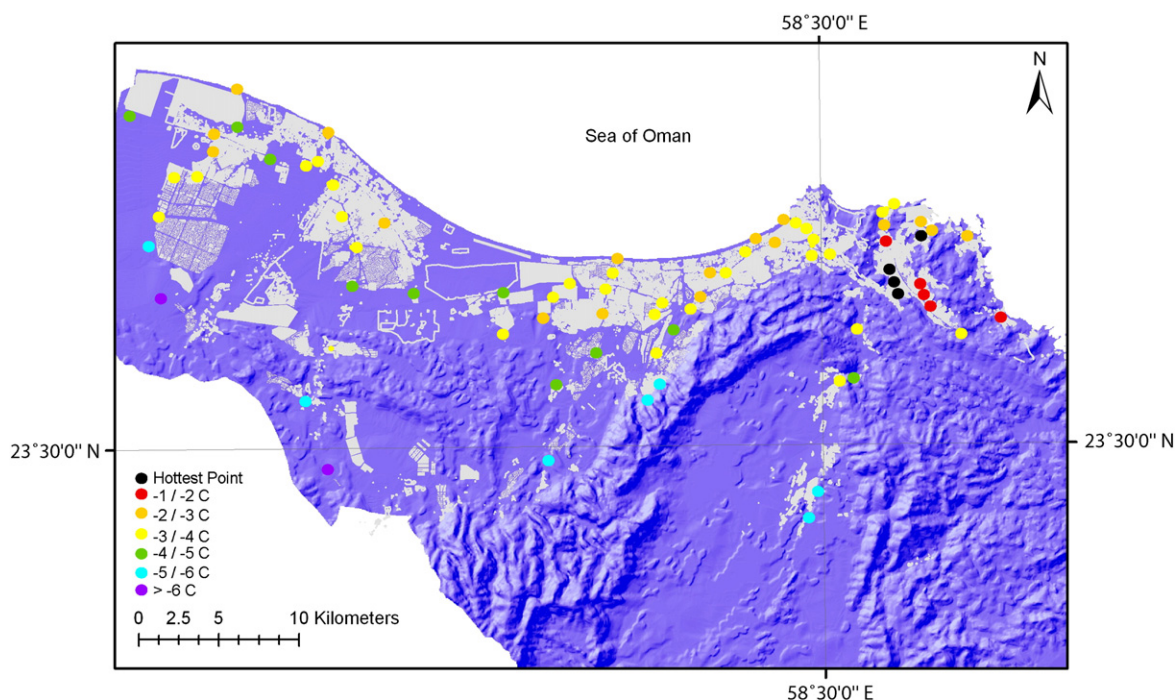 58°30'0'' E
N
Sea of Oman
23°30'0'' N
23°30'0'' N
Hottest Point
-1 / -2 C
-2 / -3 C
-3 / -4 C
-4 / -5 C
-5 / -6 C
> -6 C
0 2.5 5 10 Kilometers
58°30'0'' E